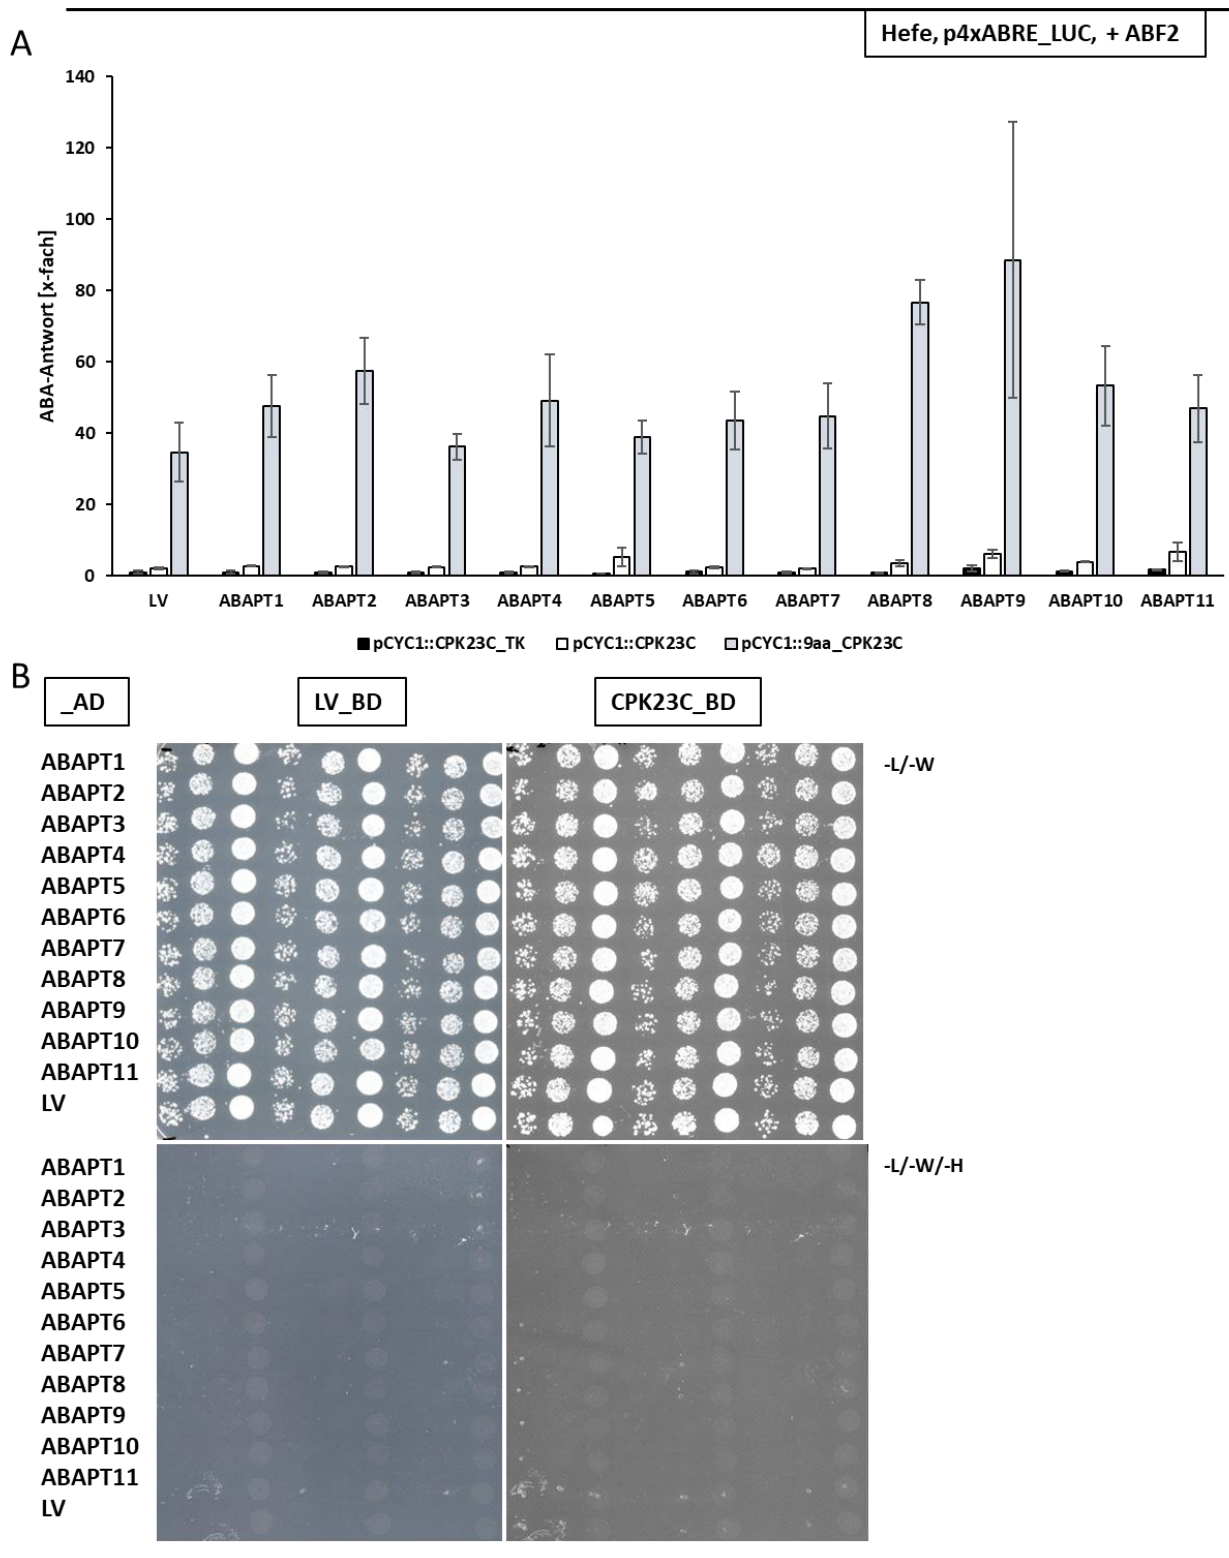 Hefe, p4xABRE_LUC, + ABF2
A
140
120
100
80
60
40
20
0
ABA-Antwort [x-fach]
LV ABAPT1 ABAPT2 ABAPT3 ABAPT4 ABAPT5 ABAPT6 ABAPT7 ABAPT8 ABAPT9 ABAPT10 ABAPT11
pCYC1::CPK23C_TK pCYC1::CPK23C pCYC1::9aa_CPK23C
B
_AD LV_BD CPK23C_BD
ABAPT1 -L/-W
ABAPT2
ABAPT3
ABAPT4
ABAPT5
ABAPT6
ABAPT7
ABAPT8
ABAPT9
ABAPT10
ABAPT11
LV
ABAPT1 -L/-W/-H
ABAPT2
ABAPT3
ABAPT4
ABAPT5
ABAPT6
ABAPT7
ABAPT8
ABAPT9
ABAPT10
ABAPT11
LV